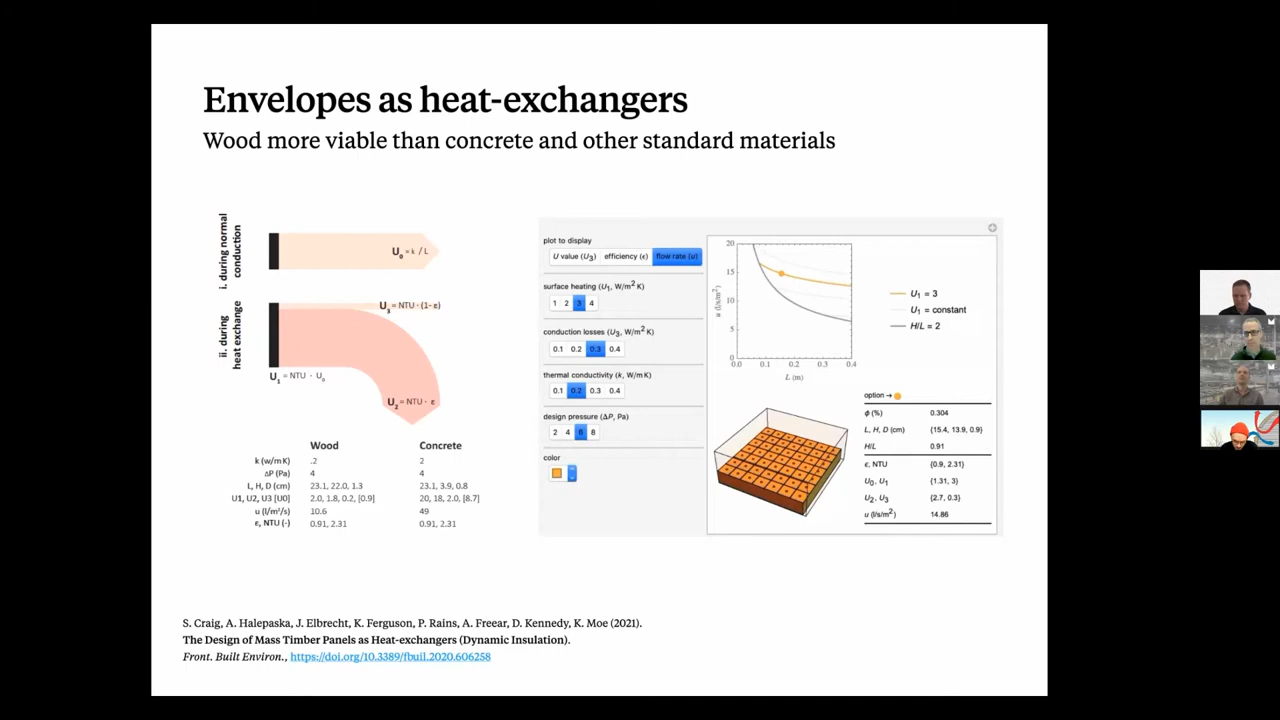 Envelopes as heat-exchangers
Wood more viable than concrete and other standard materials
i. during normal
conduction
U₀ = k / L
ii. during
heat exchange
U₃ = NTU · (1- ε)
U₁ = NTU · U₀
U₂ = NTU · ε
Wood Concrete
k (w/m K) .2 2
ΔP (Pa) 4 4
L, H, D (cm) 23.1, 22.0, 1.3 23.1, 3.9, 0.8
U1, U2, U3 [U0] 2.0, 1.8, 0.2, [0.9] 20, 18, 2.0, [8.7]
u (l/m²/s) 10.6 49
ε, NTU (-) 0.91, 2.31 0.91, 2.31
plot to display
U value (U₃) efficiency (ε) flow rate (u)
surface heating (U₁, W/m² K)
1 2 3 4
conduction losses (U₃, W/m² K)
0.1 0.2 0.3 0.4
thermal conductivity (k, W/m K)
0.1 0.2 0.3 0.4
design pressure (ΔP, Pa)
2 4 6 8
color
20
15
10
5
0
u (l/s/m²)
0.0 0.1 0.2 0.3 0.4
L (m)
U₁ = 3
U₁ = constant
H/L = 2
option →
ϕ (%) 0.304
L, H, D (cm) {15.4, 13.9, 0.9}
H/L 0.91
ε, NTU {0.9, 2.31}
U₀, U₁ {1.31, 3}
U₂, U₃ {2.7, 0.3}
u (l/s/m²) 14.86
S. Craig, A. Halepaska, J. Elbrecht, K. Ferguson, P. Rains, A. Freear, D. Kennedy, K. Moe (2021).
The Design of Mass Timber Panels as Heat-exchangers (Dynamic Insulation).
Front. Built Environ., https://doi.org/10.3389/fbuil.2020.606258